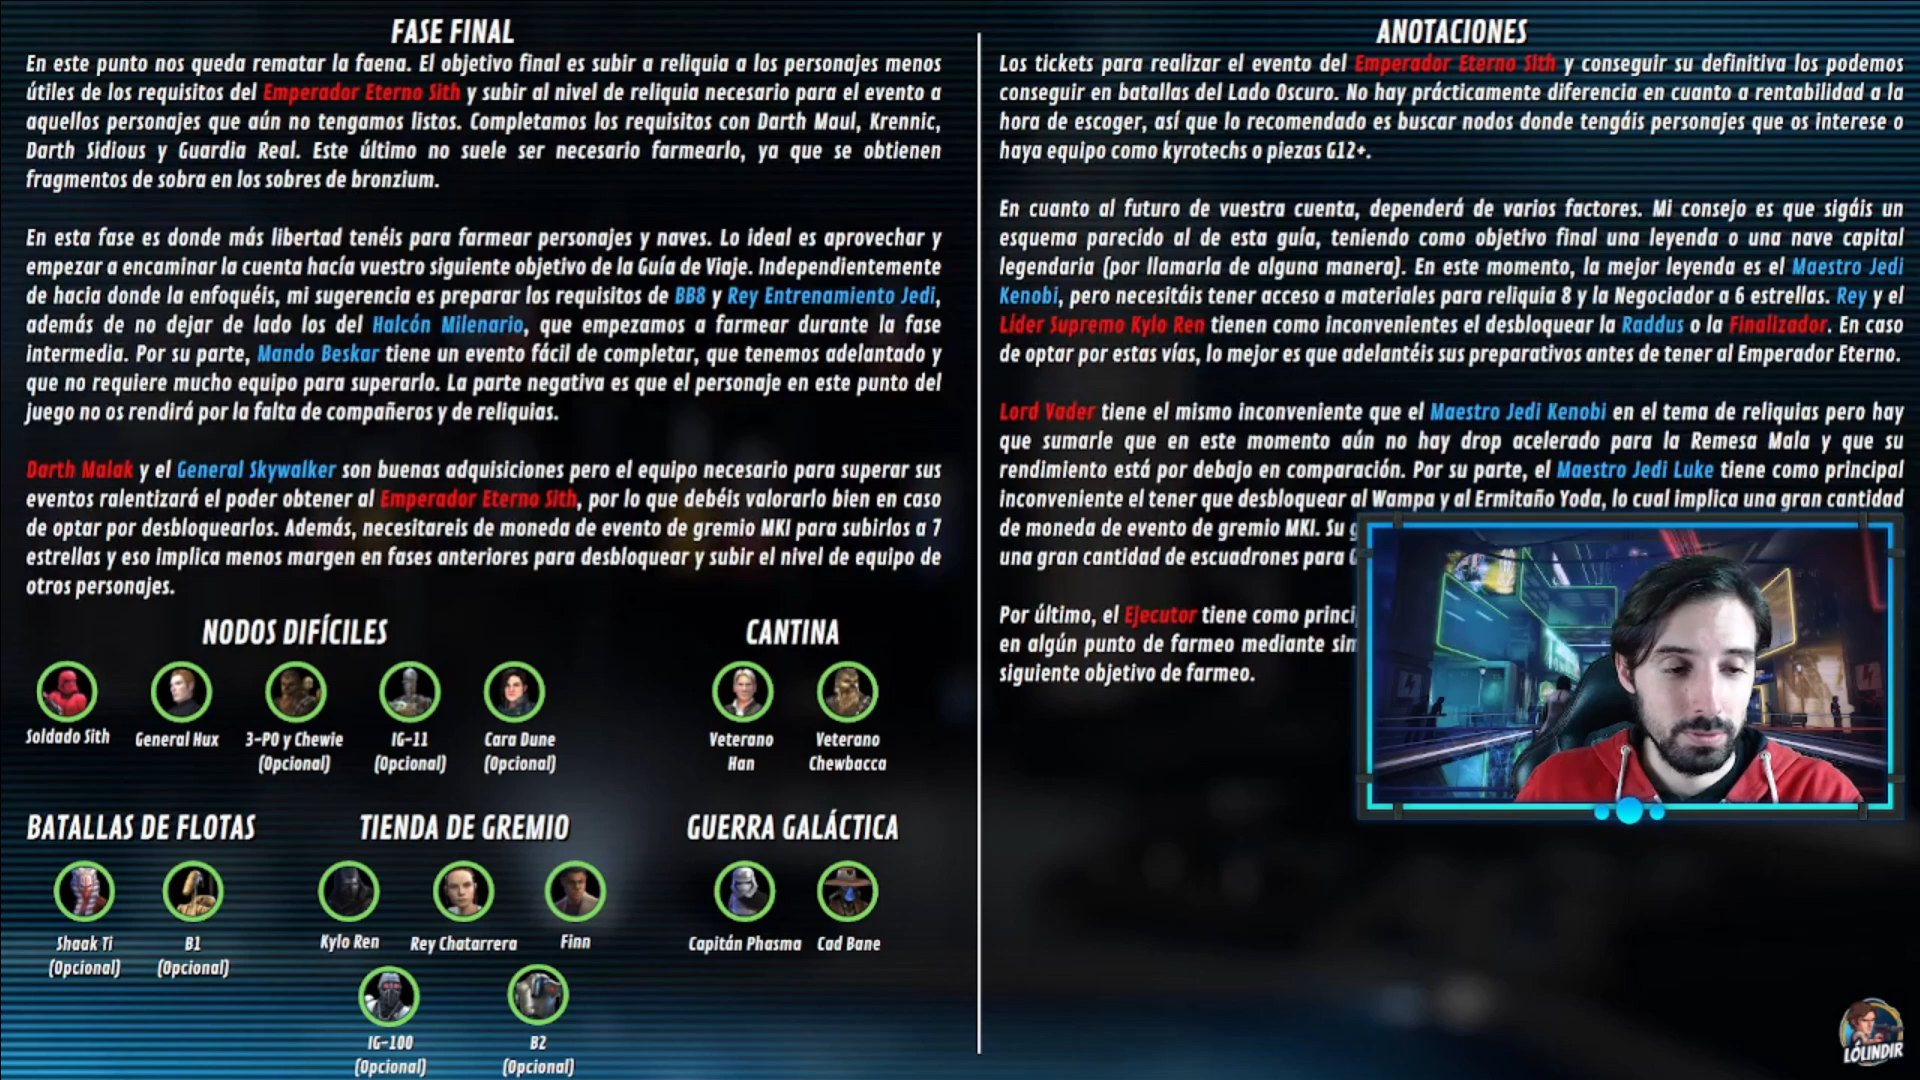 FASE FINAL
En este punto nos queda rematar la faena. El objetivo final es subir a reliquia a los personajes menos
útiles de los requisitos del Emperador Eterno Sith y subir al nivel de reliquia necesario para el evento a
aquellos personajes que aún no tengamos listos. Completamos los requisitos con Darth Maul, Krennic,
Darth Sidious y Guardia Real. Este último no suele ser necesario farmearlo, ya que se obtienen
fragmentos de sobra en los sobres de bronzium.
En esta fase es donde más libertad tenéis para farmear personajes y naves. Lo ideal es aprovechar y
empezar a encaminar la cuenta hacía vuestro siguiente objetivo de la Guía de Viaje. Independientemente
de hacia donde la enfoquéis, mi sugerencia es preparar los requisitos de BB8 y Rey Entrenamiento Jedi,
además de no dejar de lado los del Halcón Milenario, que empezamos a farmear durante la fase
intermedia. Por su parte, Mando Beskar tiene un evento fácil de completar, que tenemos adelantado y
que no requiere mucho equipo para superarlo. La parte negativa es que el personaje en este punto del
juego no os rendirá por la falta de compañeros y de reliquias.
Darth Malak y el General Skywalker son buenas adquisiciones pero el equipo necesario para superar sus
eventos ralentizará el poder obtener al Emperador Eterno Sith, por lo que debéis valorarlo bien en caso
de optar por desbloquearlos. Además, necesitareis de moneda de evento de gremio MKI para subirlos a 7
estrellas y eso implica menos margen en fases anteriores para desbloquear y subir el nivel de equipo de
otros personajes.
NODOS DIFÍCILES
Soldado Sith
General Hux
3-PO y Chewie
(Opcional)
IG-11
(Opcional)
Cara Dune
(Opcional)
CANTINA
Veterano
Han
Veterano
Chewbacca
BATALLAS DE FLOTAS
Shaak Ti
(Opcional)
B1
(Opcional)
TIENDA DE GREMIO
Kylo Ren
Rey Chatarrera
Finn
IG-100
(Opcional)
B2
(Opcional)
GUERRA GALÁCTICA
Capitán Phasma
Cad Bane
ANOTACIONES
Los tickets para realizar el evento del Emperador Eterno Sith y conseguir su definitiva los podemos
conseguir en batallas del Lado Oscuro. No hay prácticamente diferencia en cuanto a rentabilidad a la
hora de escoger, así que lo recomendado es buscar nodos donde tengáis personajes que os interese o
haya equipo como kyrotechs o piezas G12+.
En cuanto al futuro de vuestra cuenta, dependerá de varios factores. Mi consejo es que sigáis un
esquema parecido al de esta guía, teniendo como objetivo final una leyenda o una nave capital
legendaria (por llamarla de alguna manera). En este momento, la mejor leyenda es el Maestro Jedi
Kenobi, pero necesitáis tener acceso a materiales para reliquia 8 y la Negociador a 6 estrellas. Rey y el
Líder Supremo Kylo Ren tienen como inconvenientes el desbloquear la Raddus o la Finalizador. En caso
de optar por estas vías, lo mejor es que adelantéis sus preparativos antes de tener al Emperador Eterno.
Lord Vader tiene el mismo inconveniente que el Maestro Jedi Kenobi en el tema de reliquias pero hay
que sumarle que en este momento aún no hay drop acelerado para la Remesa Mala y que su
rendimiento está por debajo en comparación. Por su parte, el Maestro Jedi Luke tiene como principal
inconveniente el tener que desbloquear al Wampa y al Ermitaño Yoda, lo cual implica una gran cantidad
de moneda de evento de gremio MKI. Su
una gran cantidad de escuadrones para
Por último, el Ejecutor tiene como
en algún punto de farmeo mediante
siguiente objetivo de farmeo.
LÓLINDIR